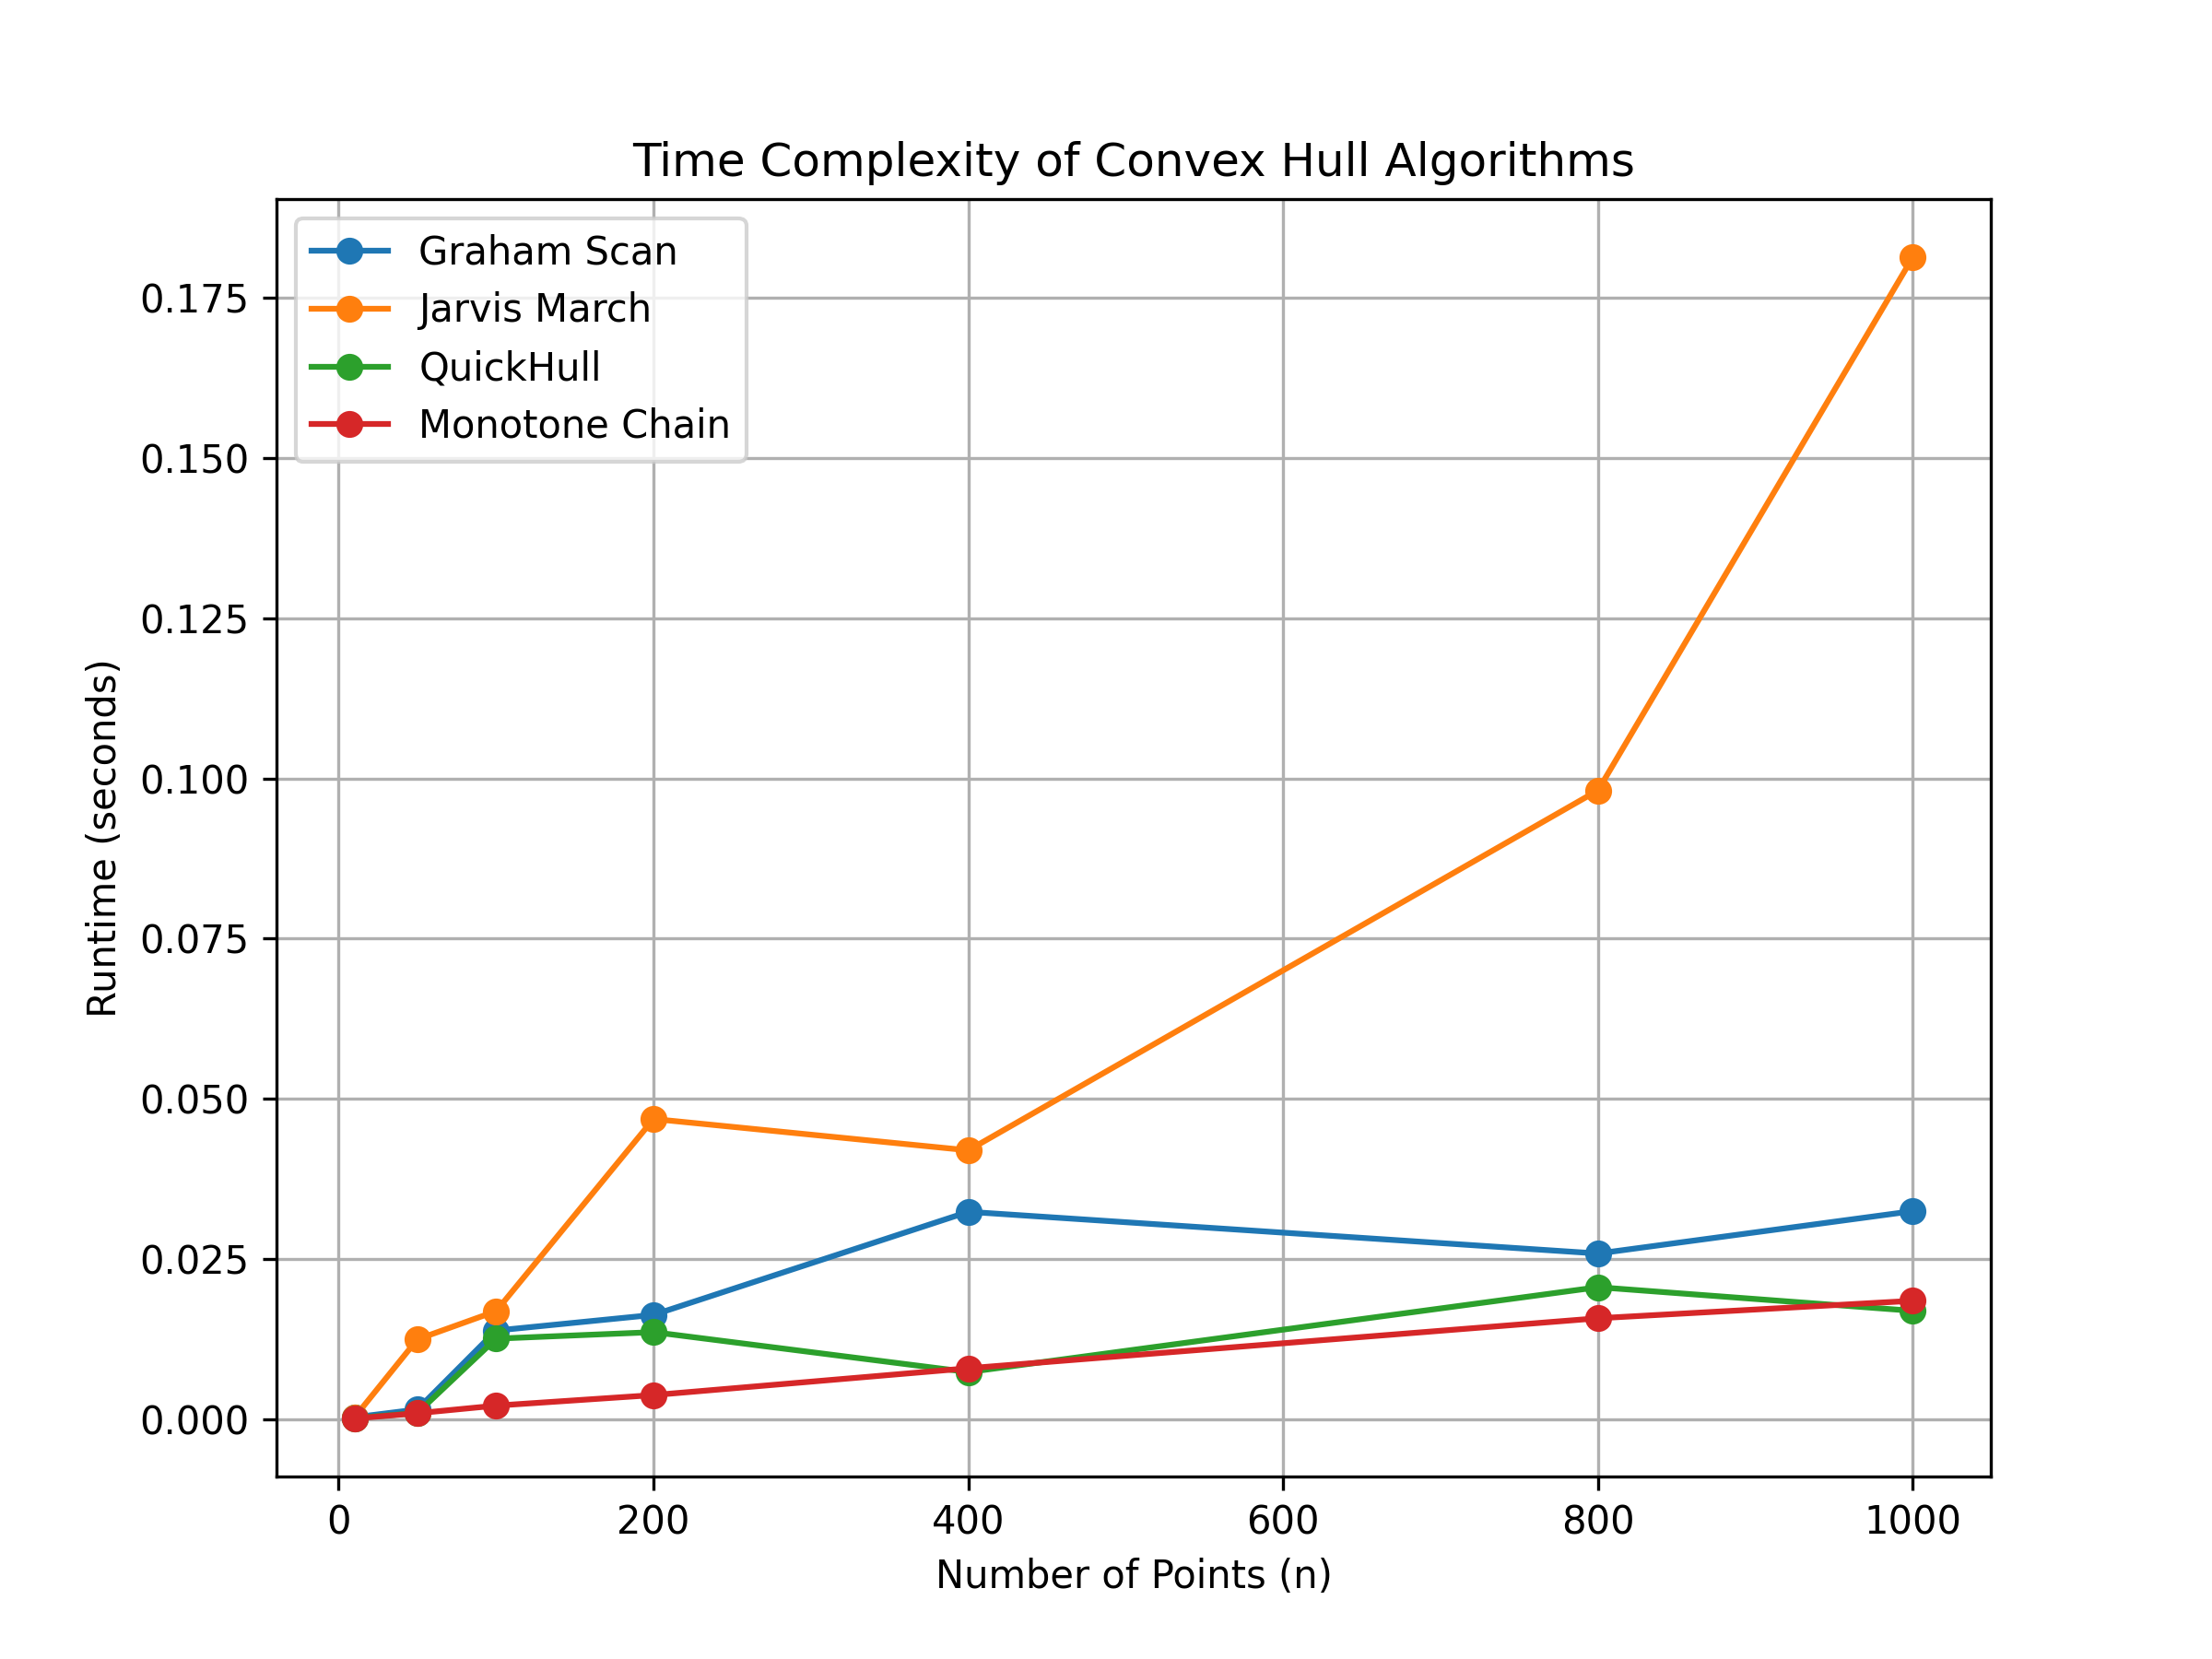 Time Complexity of Convex Hull Algorithms
Graham Scan
Jarvis March
QuickHull
Monotone Chain
0.175
0.150
0.125
0.100
0.075
0.050
0.025
0.000
Runtime (seconds)
0 200 400 600 800 1000
Number of Points (n)